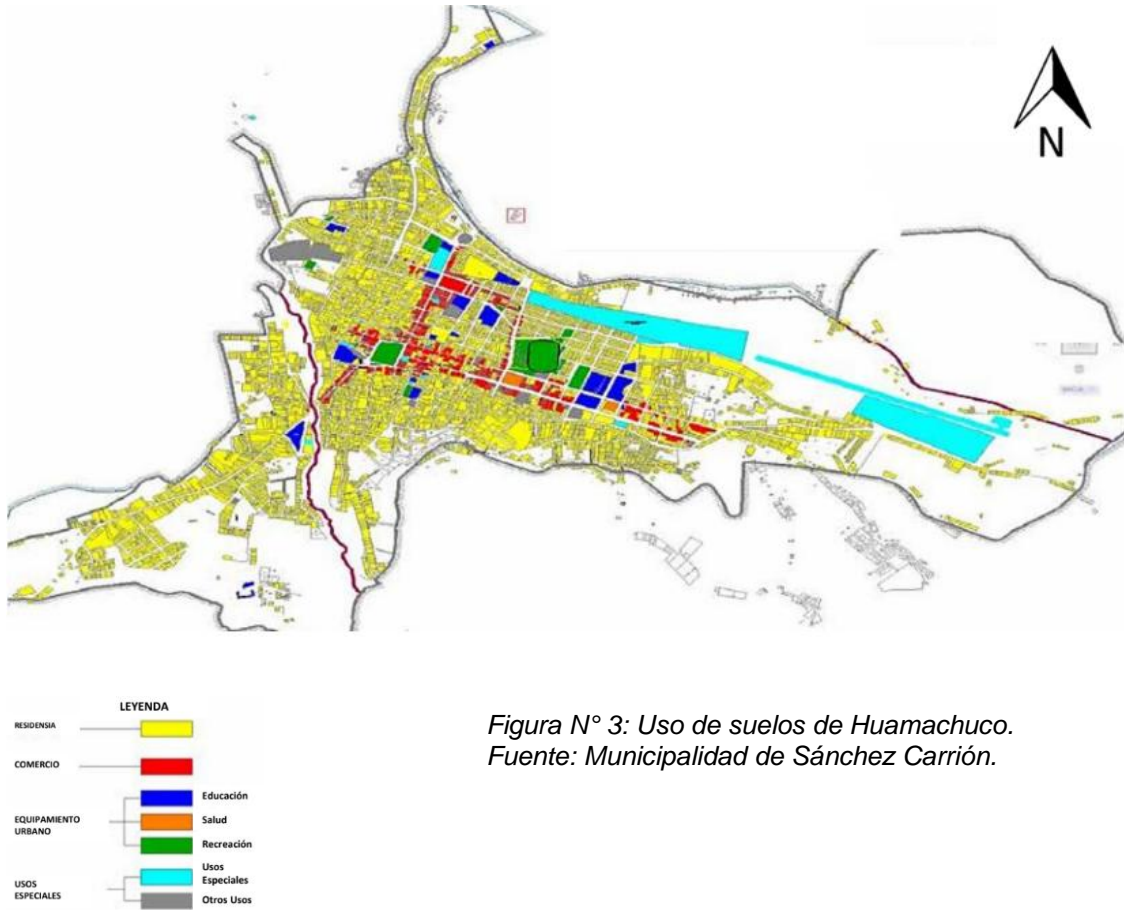 N
LEYENDA
RESIDENSIA
COMERCIO
EQUIPAMIENTO
URBANO
Educación
Salud
Recreación
USOS
ESPECIALES
Usos
Especiales
Otros Usos
Figura N° 3: Uso de suelos de Huamachuco.
Fuente: Municipalidad de Sánchez Carrión.